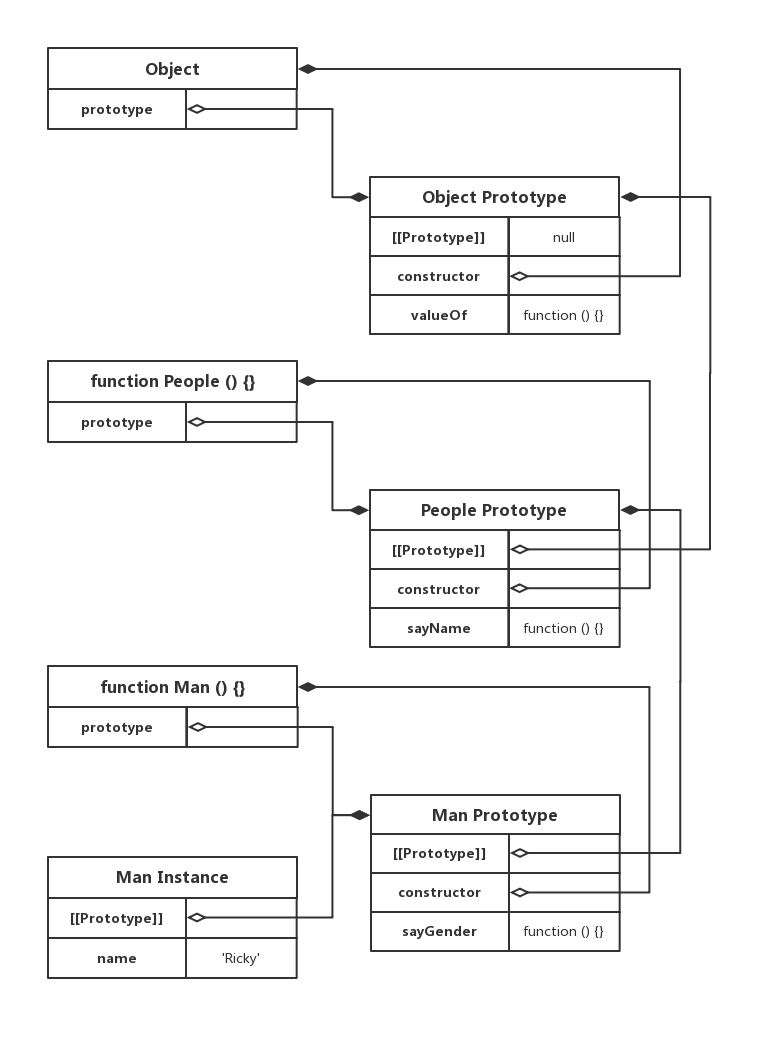 Object
prototype
Object Prototype
[[Prototype]] null
constructor
valueOf function () {}
function People () {}
prototype
People Prototype
[[Prototype]]
constructor
sayName function () {}
function Man () {}
prototype
Man Prototype
[[Prototype]]
constructor
sayGender function () {}
Man Instance
[[Prototype]]
name 'Ricky'